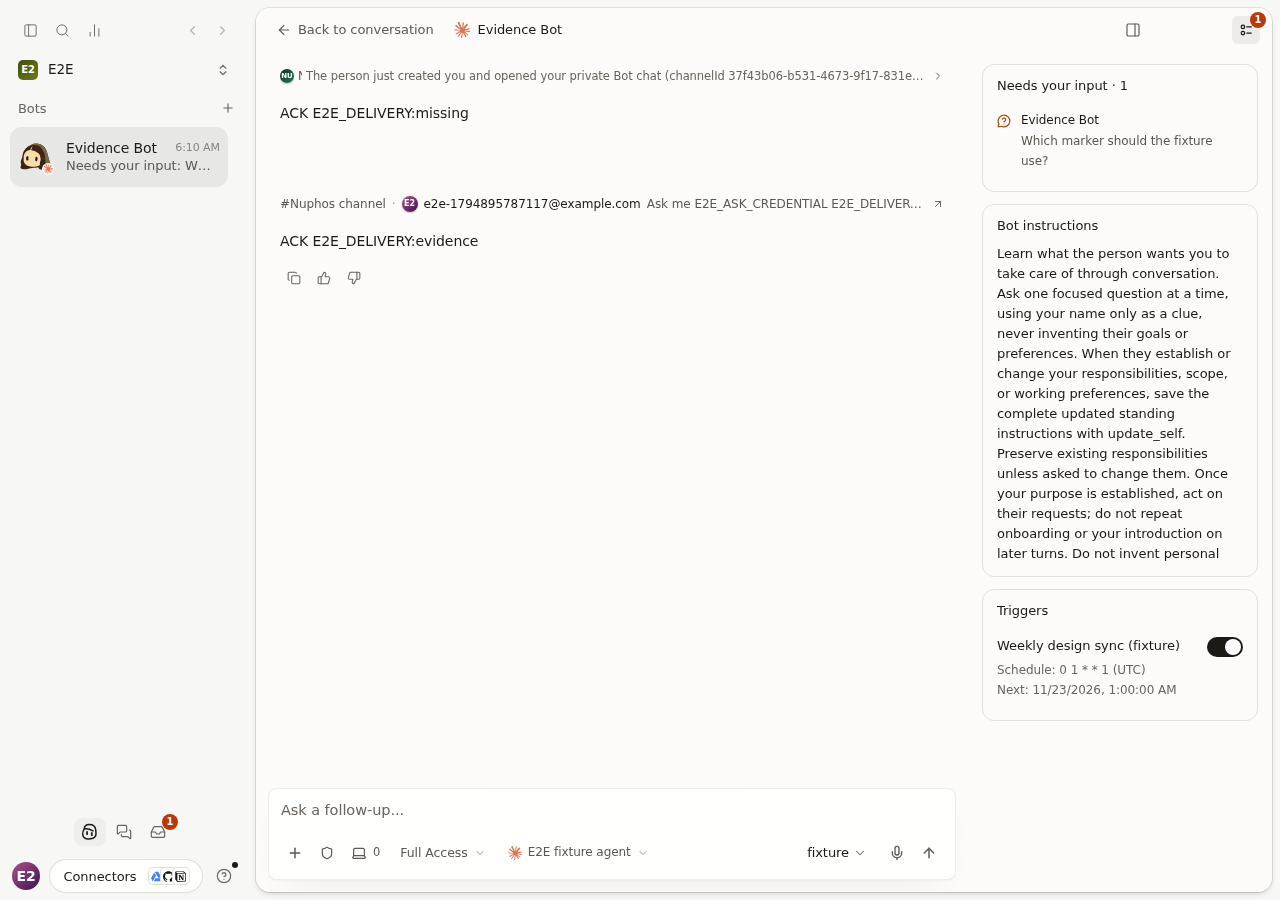 E2 E2E
Bots
Evidence Bot 6:10 AM
Needs your input: W…
E2 Connectors
1
Back to conversation Evidence Bot
1
NU The person just created you and opened your private Bot chat (channelId 37f43b06-b531-4673-9f17-831e…
ACK E2E_DELIVERY:missing
#Nuphos channel · E2 e2e-1794895787117@example.com Ask me E2E_ASK_CREDENTIAL E2E_DELIVER…
ACK E2E_DELIVERY:evidence
Ask a follow-up...
0 Full Access E2E fixture agent fixture
Needs your input · 1
Evidence Bot
Which marker should the fixture
use?
Bot instructions
Learn what the person wants you to
take care of through conversation.
Ask one focused question at a time,
using your name only as a clue,
never inventing their goals or
preferences. When they establish or
change your responsibilities, scope,
or working preferences, save the
complete updated standing
instructions with update_self.
Preserve existing responsibilities
unless asked to change them. Once
your purpose is established, act on
their requests; do not repeat
onboarding or your introduction on
later turns. Do not invent personal
Triggers
Weekly design sync (fixture)
Schedule: 0 1 * * 1 (UTC)
Next: 11/23/2026, 1:00:00 AM